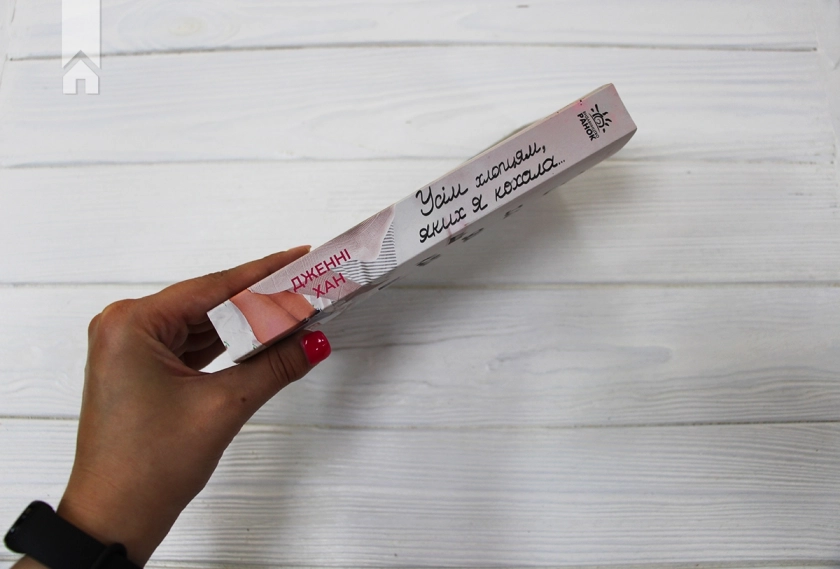 ДЖЕННІ
ХАН
Усім хлопцям,
яких я кохала...
РАНОК